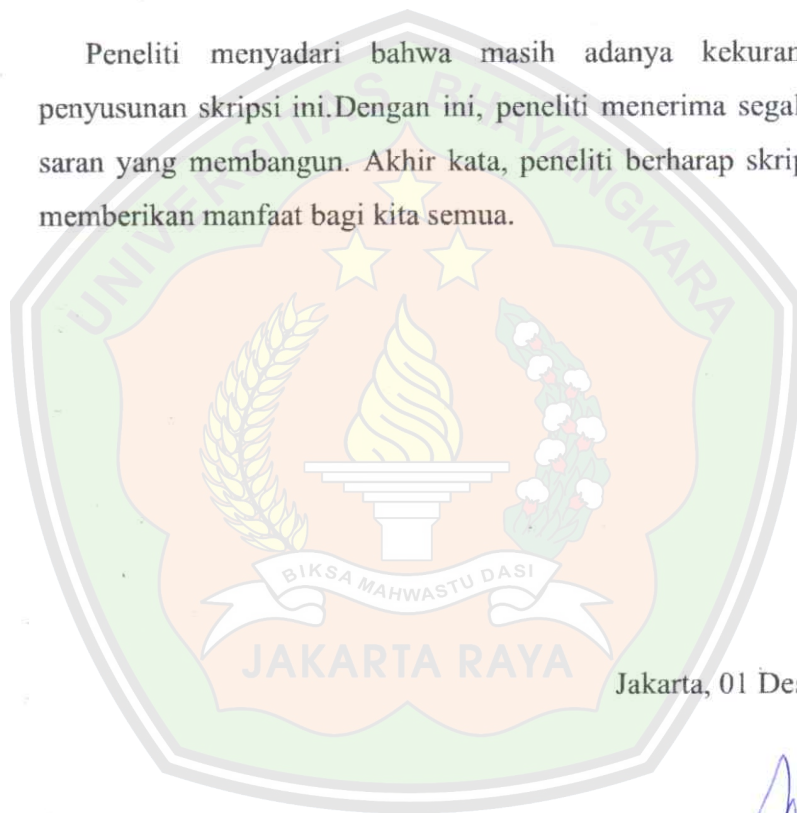 Peneliti menyadari bahwa masih adanya kekuran
penyusunan skripsi ini.Dengan ini, peneliti menerima segal
saran yang membangun. Akhir kata, peneliti berharap skrip
memberikan manfaat bagi kita semua.
UNIVERSITAS BHAYANGKARA
BIKSA MAHWASTU DASI
JAKARTA RAYA
Jakarta, 01 De